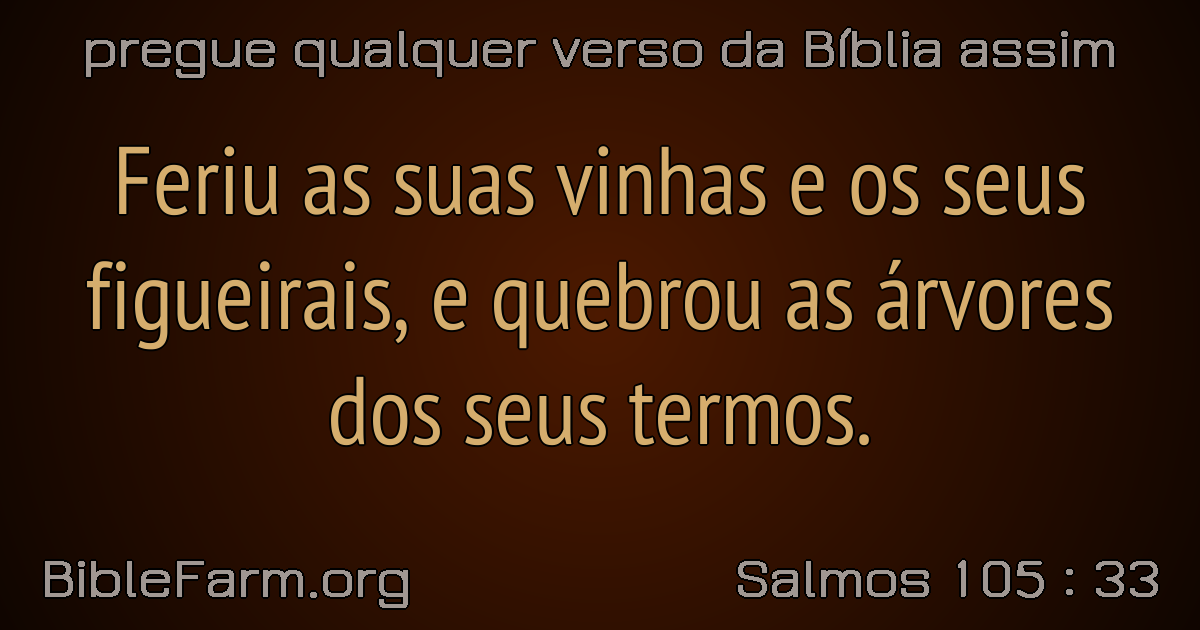 pregue qualquer verso da Bíblia assim
Feriu as suas vinhas e os seus
figueirais, e quebrou as árvores
dos seus termos.
BibleFarm.org
Salmos 105 : 33